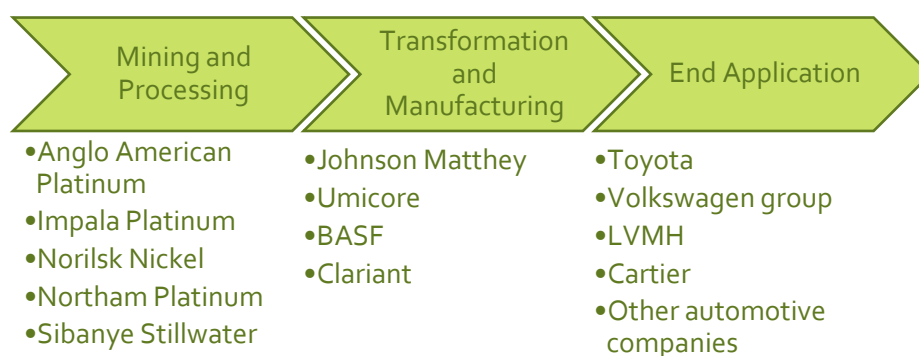 Mining and
Processing
Transformation
and
Manufacturing
End Application
•Anglo American
Platinum
•Impala Platinum
•Norilsk Nickel
•Northam Platinum
•Sibanye Stillwater
•Johnson Matthey
•Umicore
•BASF
•Clariant
•Toyota
•Volkswagen group
•LVMH
•Cartier
•Other automotive
companies